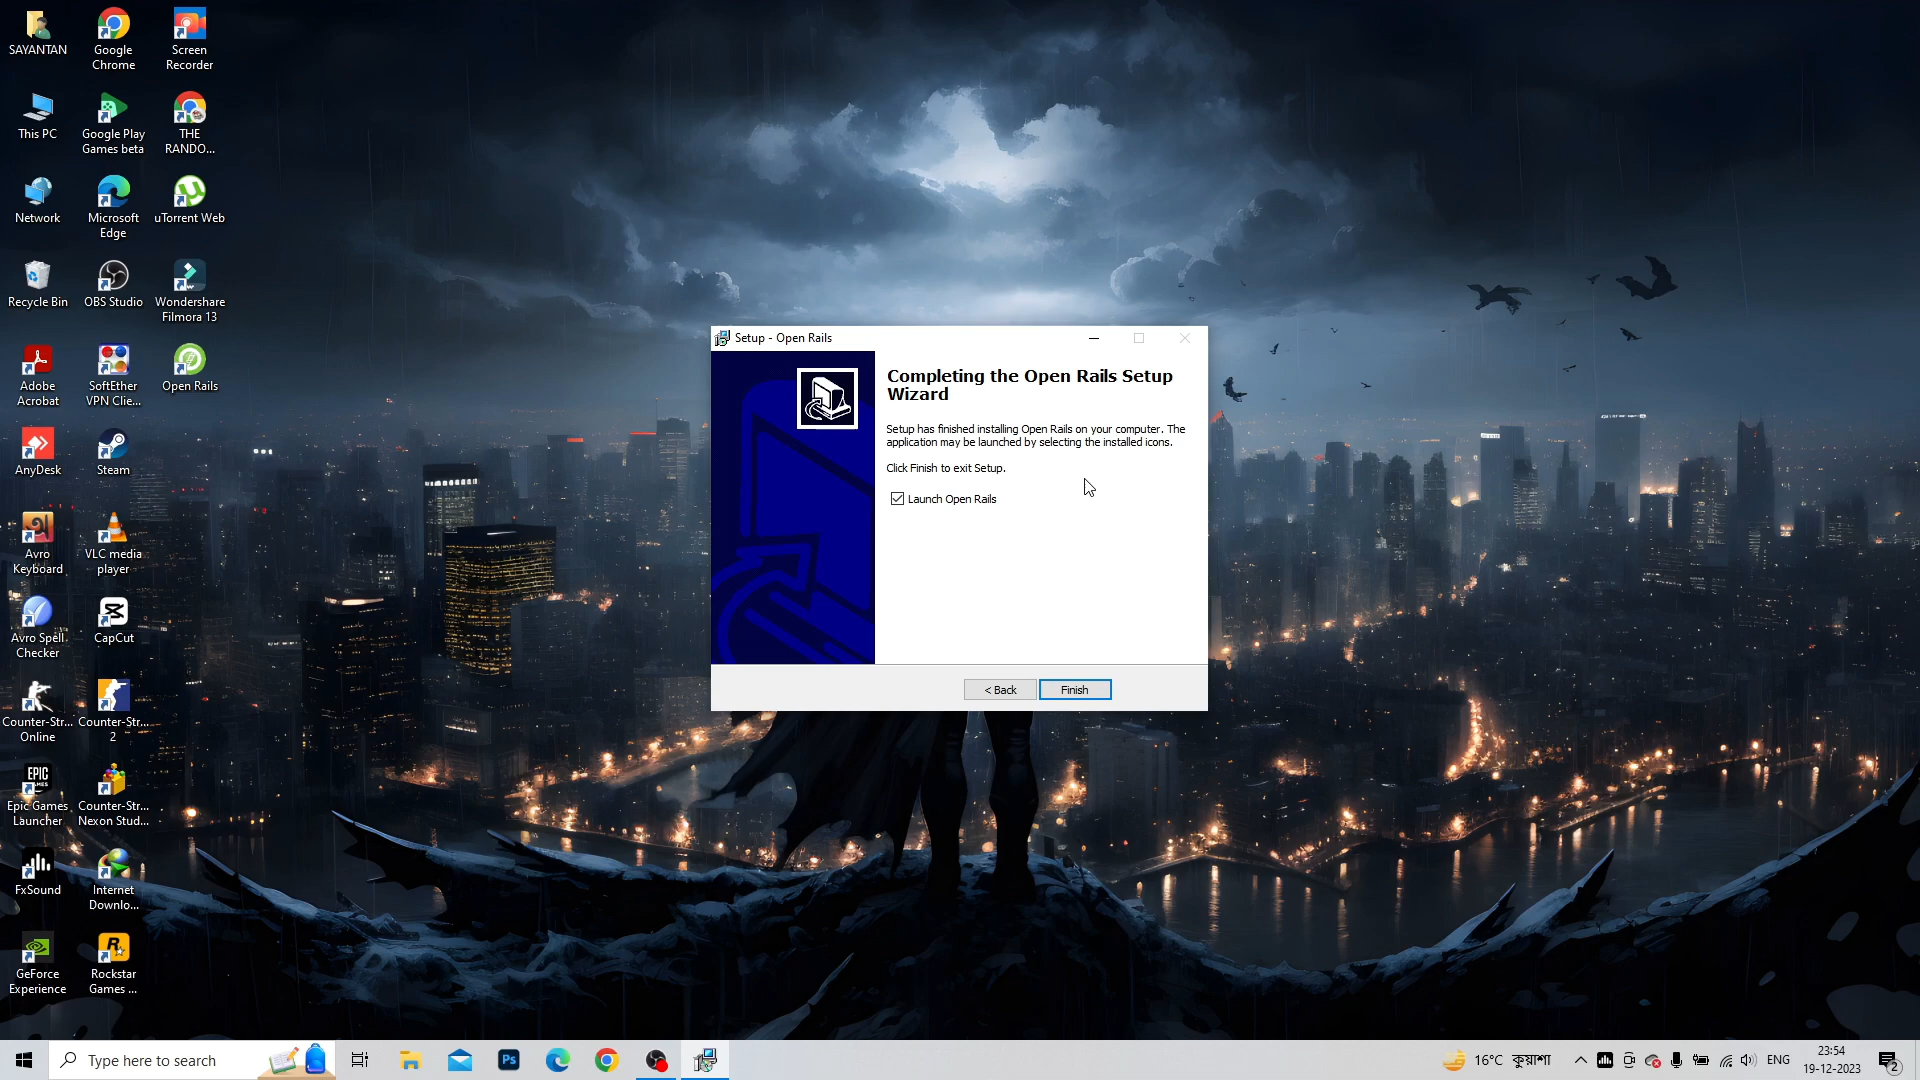 SAYANTAN
Google
Chrome
Screen
Recorder
This PC
Google Play
Games beta
THE
RANDO...
Network
Microsoft
Edge
uTorrent Web
Recycle Bin
OBS Studio
Wondershare
Filmora 13
Adobe
Acrobat
SoftEther
VPN Clie...
Open Rails
AnyDesk
Steam
Avro
Keyboard
VLC media
player
Avro Spell
Checker
CapCut
Counter-Str...
Online
Counter-Str...
2
EPIC
GAMES
Epic Games
Launcher
Counter-Str...
Nexon Stud...
FxSound
Internet
Downlo...
GeForce
Experience
Rockstar
Games ...
Setup - Open Rails
Completing the Open Rails Setup
Wizard
Setup has finished installing Open Rails on your computer. The
application may be launched by selecting the installed icons.
Click Finish to exit Setup.
Launch Open Rails
< Back
Finish
Type here to search
Ps
16°C কুয়াশা
ENG
23:54
19-12-2023
2